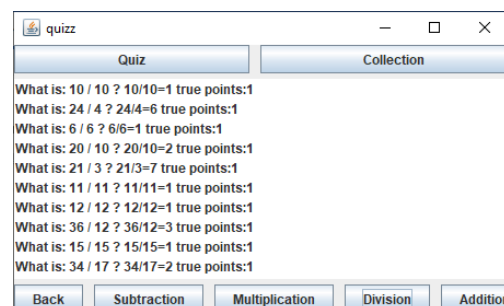 quizz
Quiz Collection
What is: 10 / 10 ? 10/10=1 true points:1
What is: 24 / 4 ? 24/4=6 true points:1
What is: 6 / 6 ? 6/6=1 true points:1
What is: 20 / 10 ? 20/10=2 true points:1
What is: 21 / 3 ? 21/3=7 true points:1
What is: 11 / 11 ? 11/11=1 true points:1
What is: 12 / 12 ? 12/12=1 true points:1
What is: 36 / 12 ? 36/12=3 true points:1
What is: 15 / 15 ? 15/15=1 true points:1
What is: 34 / 17 ? 34/17=2 true points:1
Back Subtraction Multiplication Division Additio